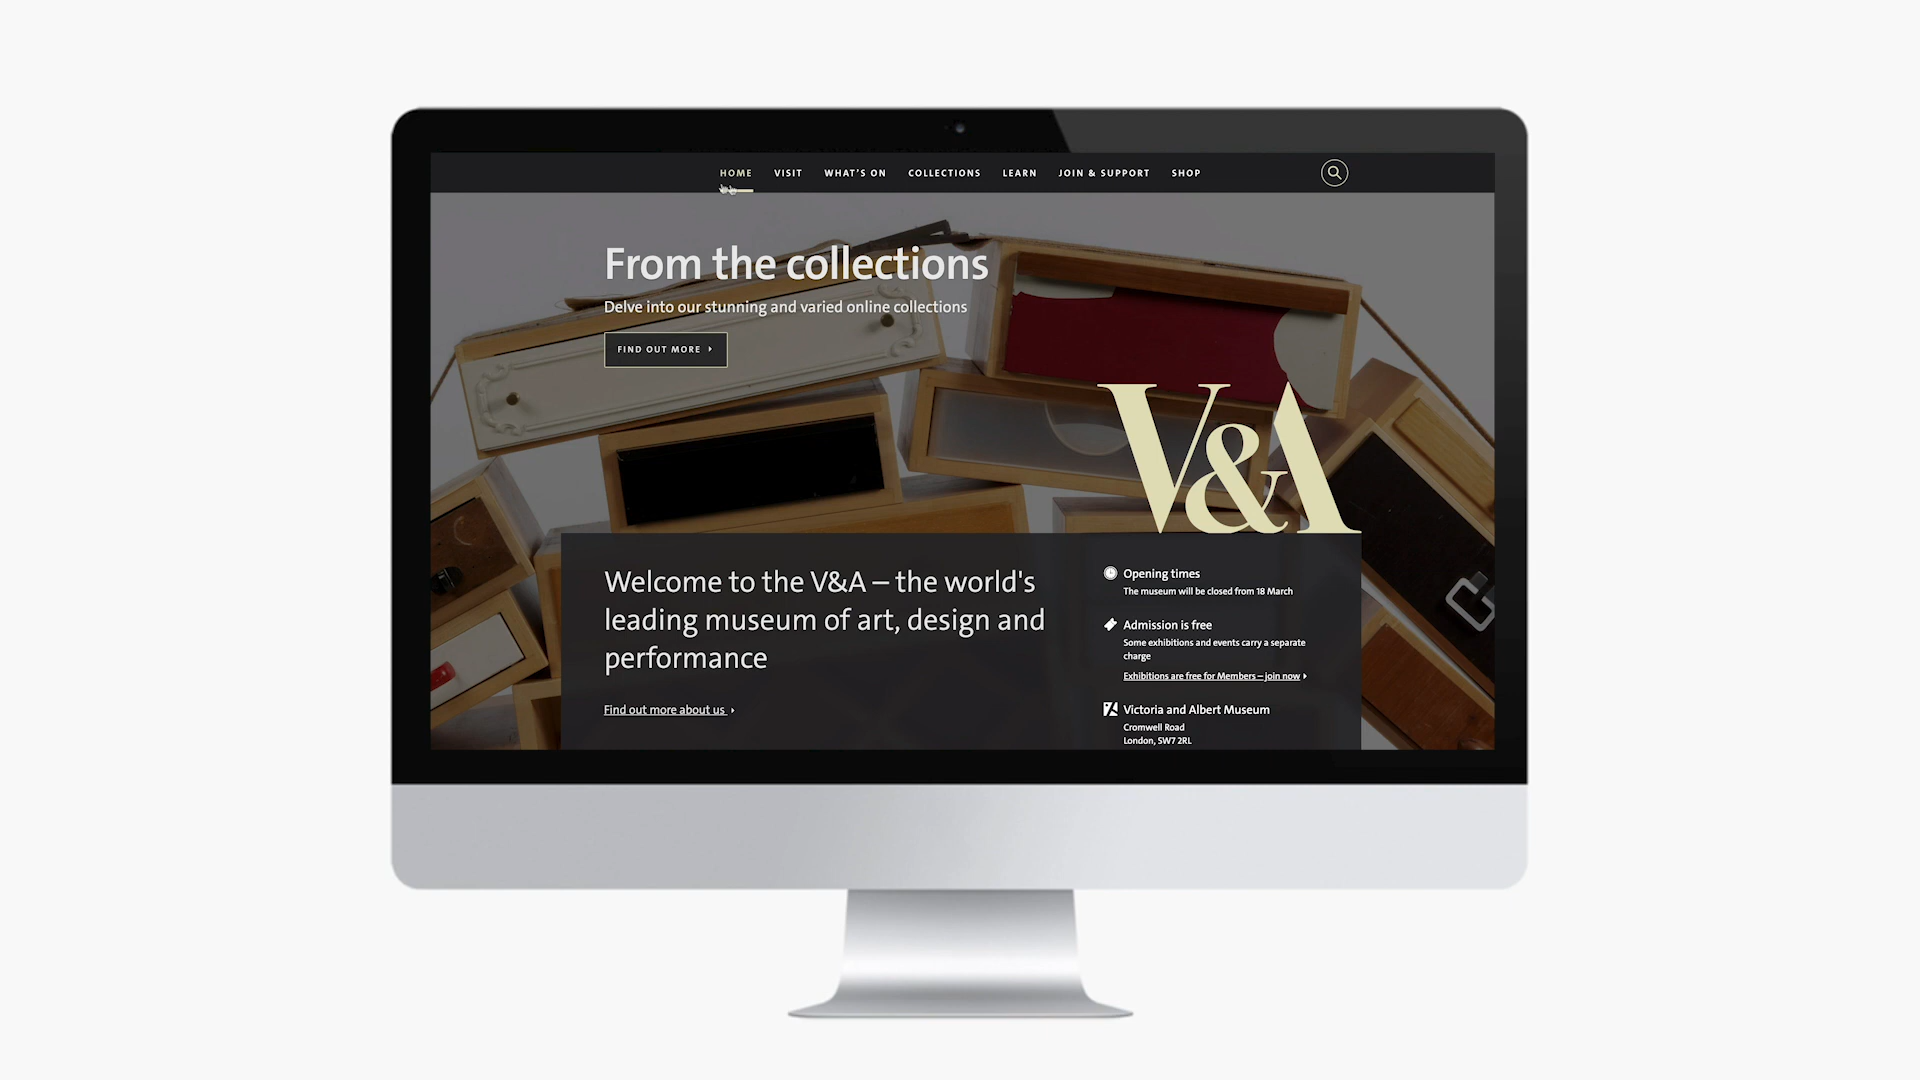 HOME VISIT WHAT'S ON COLLECTIONS LEARN JOIN & SUPPORT SHOP
From the collections
Delve into our stunning and varied online collections
FIND OUT MORE
V&A
Welcome to the V&A – the world's
leading museum of art, design and
performance
Find out more about us
Opening times
The museum will be closed from 18 March
Admission is free
Some exhibitions and events carry a separate
charge
Exhibitions are free for Members – join now
Victoria and Albert Museum
Cromwell Road
London, SW7 2RL